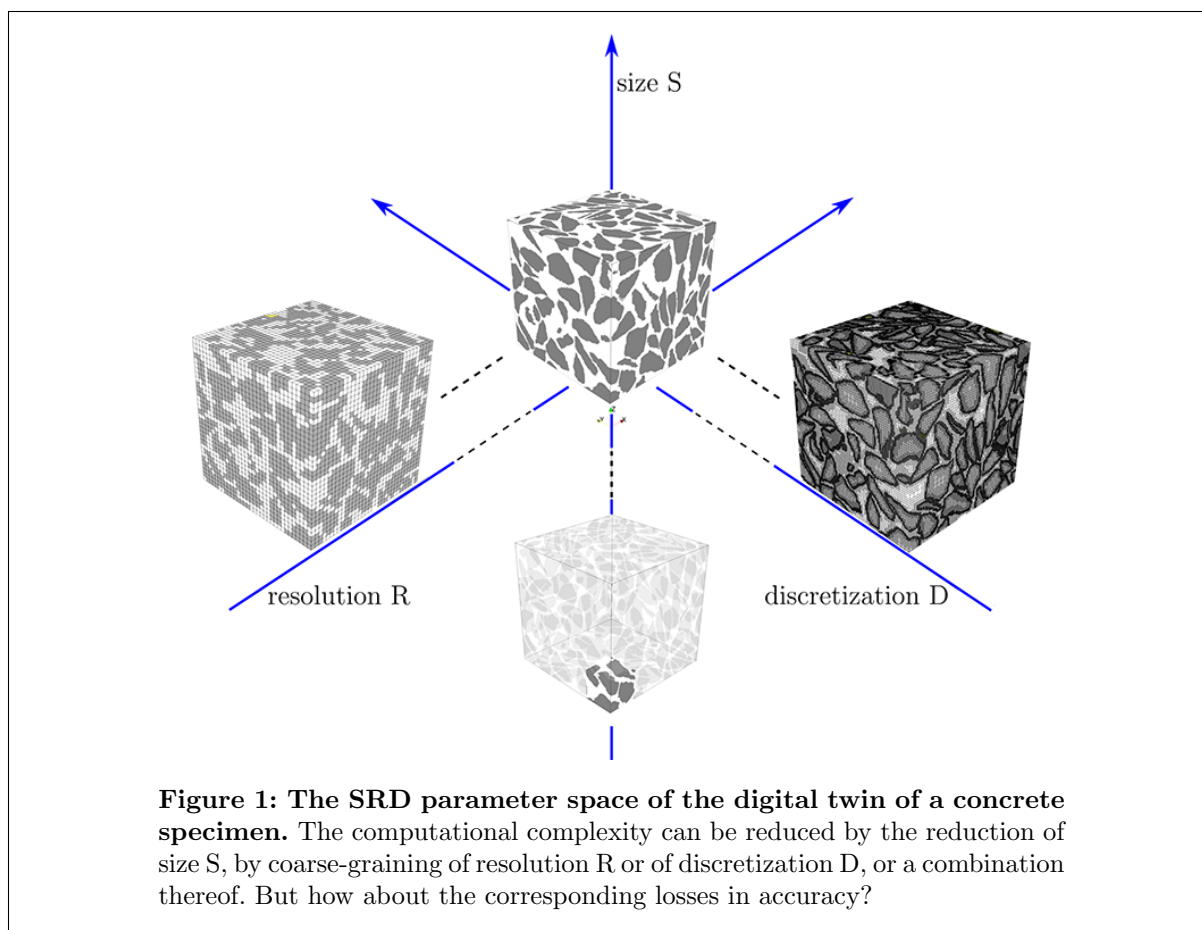 size S
resolution R
discretization D
Figure 1: The SRD parameter space of the digital twin of a concrete
specimen. The computational complexity can be reduced by the reduction of
size S, by coarse-graining of resolution R or of discretization D, or a combination
thereof. But how about the corresponding losses in accuracy?